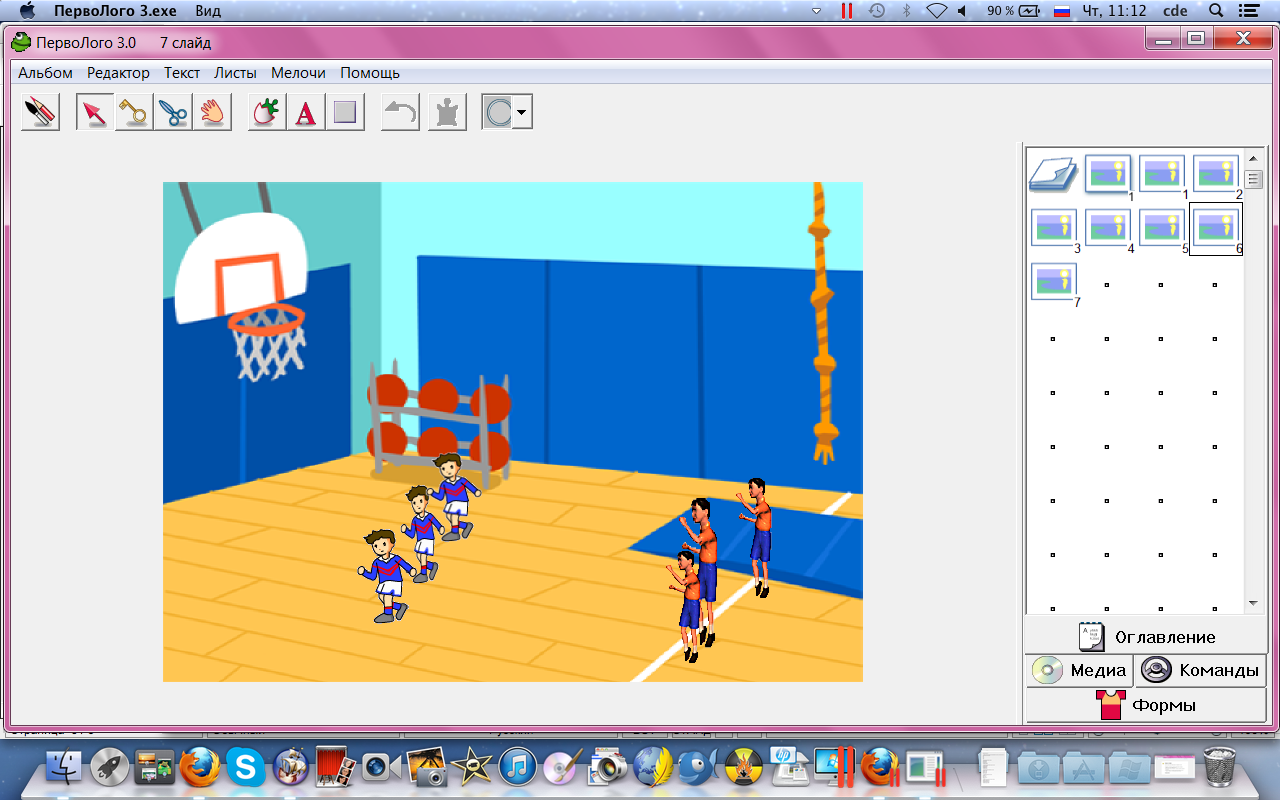 ПервоЛого 3.exe Вид 90 % Чт, 11:12 cde
ПервоЛого 3.0 7 слайд
Альбом Редактор Текст Листы Мелочи Помощь
A
1 1 2
3 4 5 6
7
Оглавление
Медиа Команды
Формы